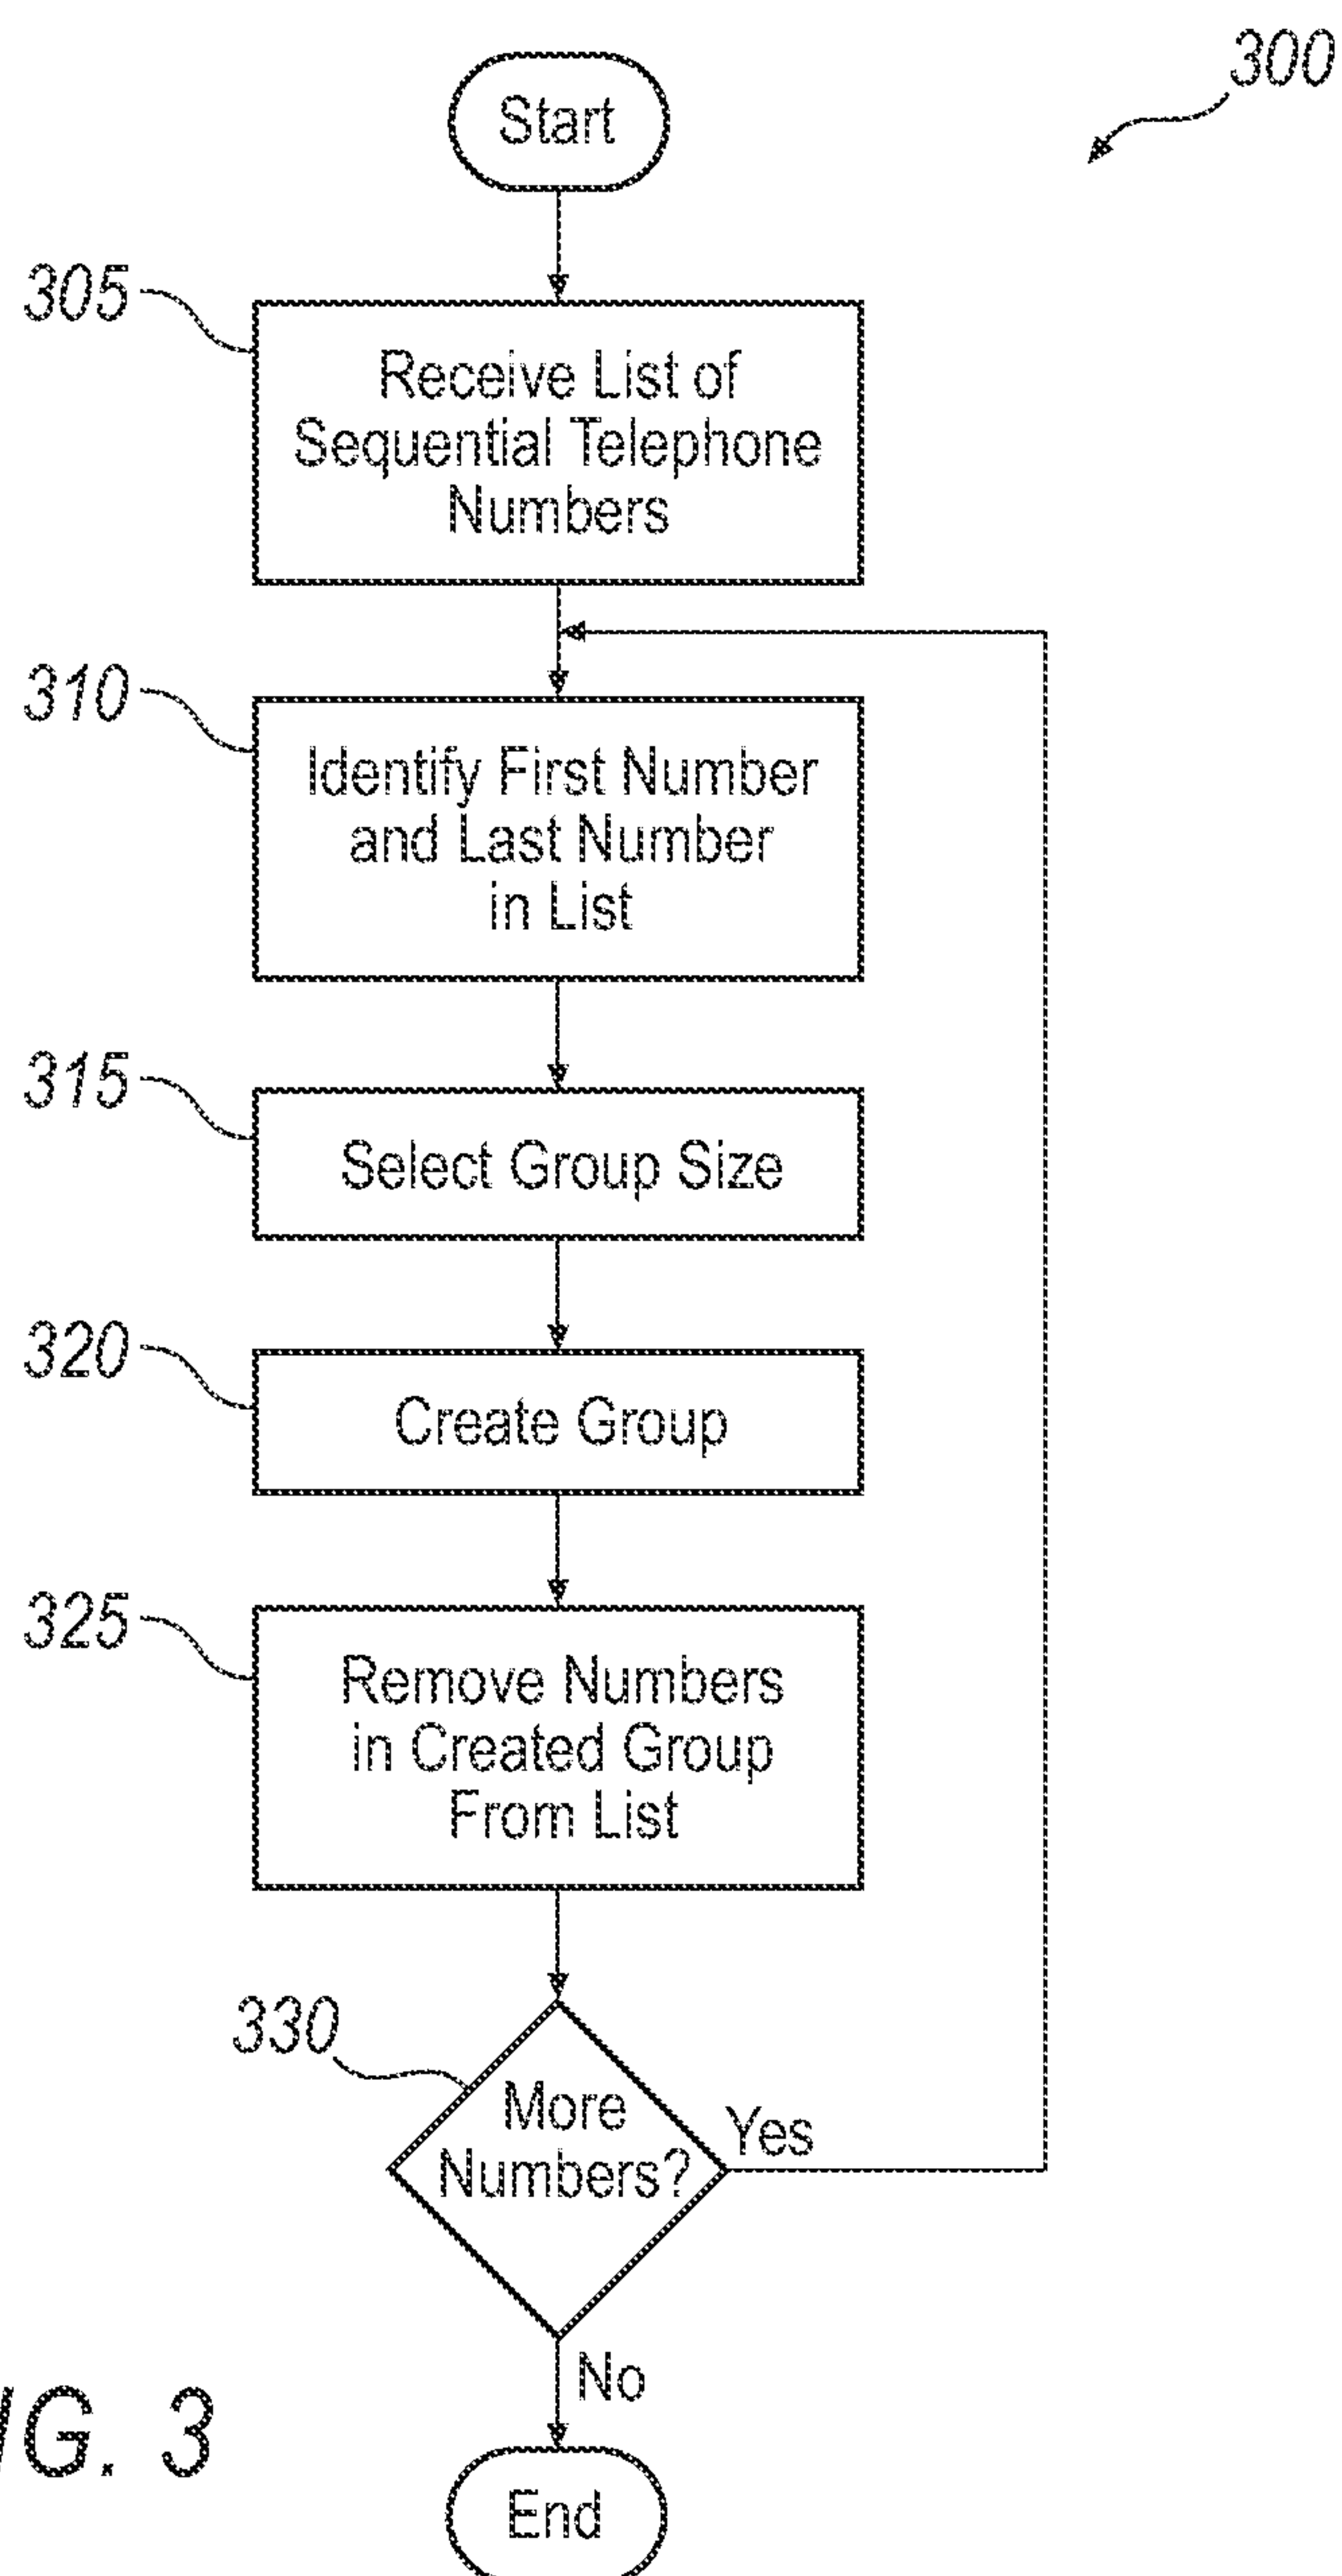 300
Start
305
Receive List of
Sequential Telephone
Numbers
310
Identify First Number
and Last Number
in List
315
Select Group Size
320
Create Group
325
Remove Numbers
in Created Group
From List
330
More
Numbers?
Yes
No
IG. 3
End